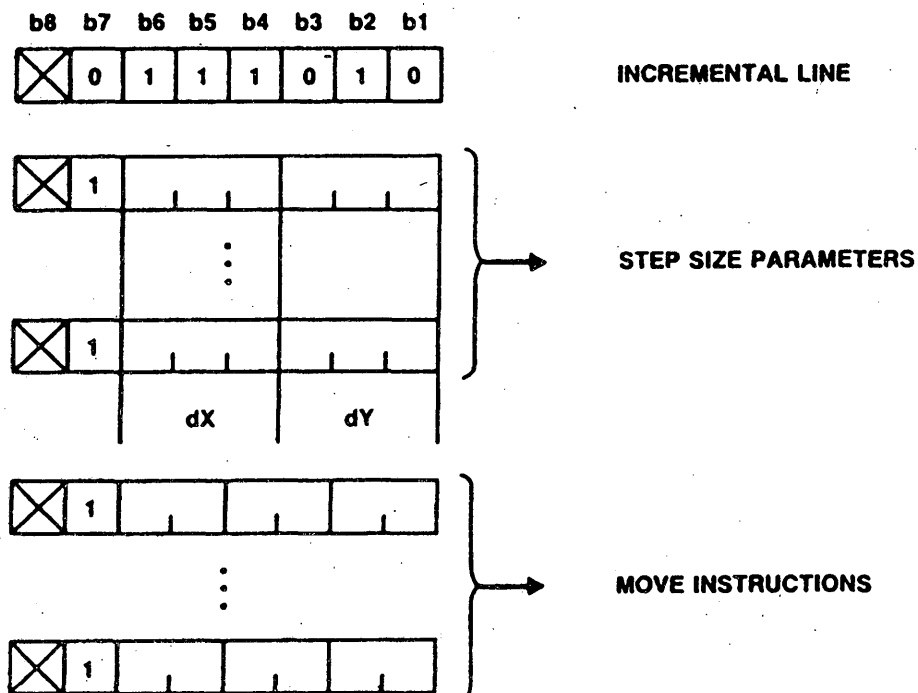 b8 b7 b6 b5 b4 b3 b2 b1
0 1 1 1 0 1 0 INCREMENTAL LINE
1
STEP SIZE PARAMETERS
1
dX dY
1
MOVE INSTRUCTIONS
1